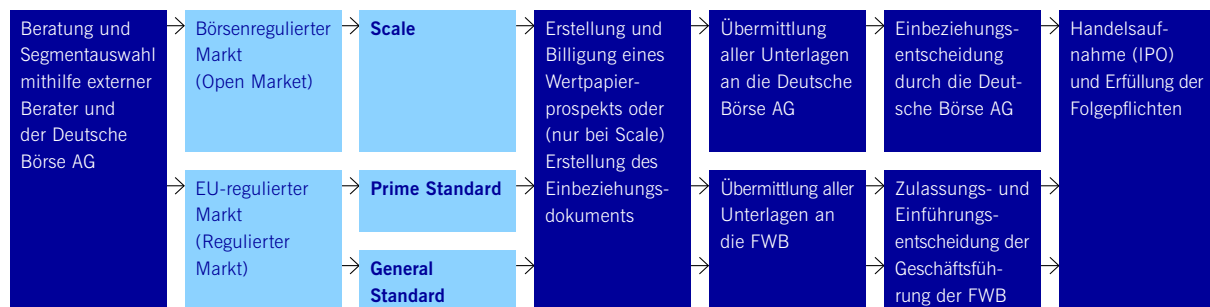 Beratung und
Segmentauswahl
mithilfe externer
Berater und
der Deutsche
Börse AG
Börsenregulierter
Markt
(Open Market)
Scale
EU-regulierter
Markt
(Regulierter
Markt)
Prime Standard
General
Standard
Erstellung und
Billigung eines
Wertpapier-
prospekts oder
(nur bei Scale)
Erstellung des
Einbeziehungs-
dokuments
Übermittlung
aller Unterlagen
an die Deutsche
Börse AG
Einbeziehungs-
entscheidung
durch die Deut-
sche Börse AG
Übermittlung aller
Unterlagen an
die FWB
Zulassungs- und
Einführungs-
entscheidung der
Geschäftsfüh-
rung der FWB
Handelsauf-
nahme (IPO)
und Erfüllung der
Folgepflichten